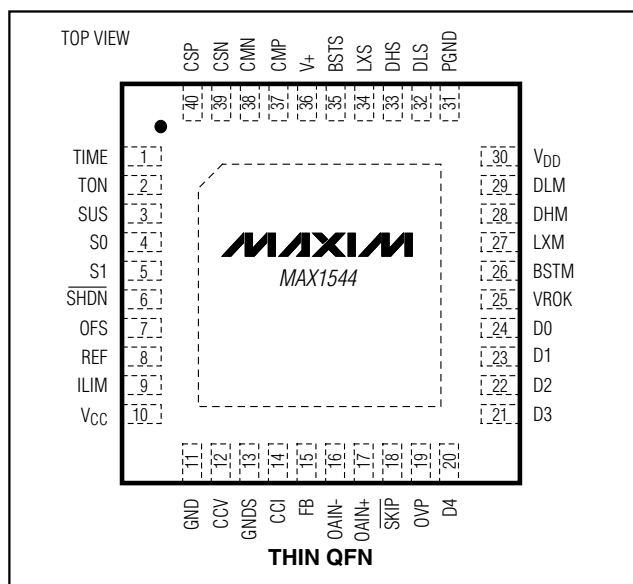 TOP VIEW
CSP
CSN
CMN
CMP
V+
BSTS
LXS
DHS
DLS
PGND
40
39
38
37
36
35
34
33
32
31
TIME 1
TON 2
SUS 3
S0 4
S1 5
SHDN 6
OFS 7
REF 8
ILIM 9
VCC 10
MAXIM
MAX1544
30 VDD
29 DLM
28 DHM
27 LXM
26 BSTM
25 VROK
24 D0
23 D1
22 D2
21 D3
11
12
13
14
15
16
17
18
19
20
GND
CCV
GNDS
CCI
FB
OAIN-
OAIN+
SKIP
OVP
D4
THIN QFN